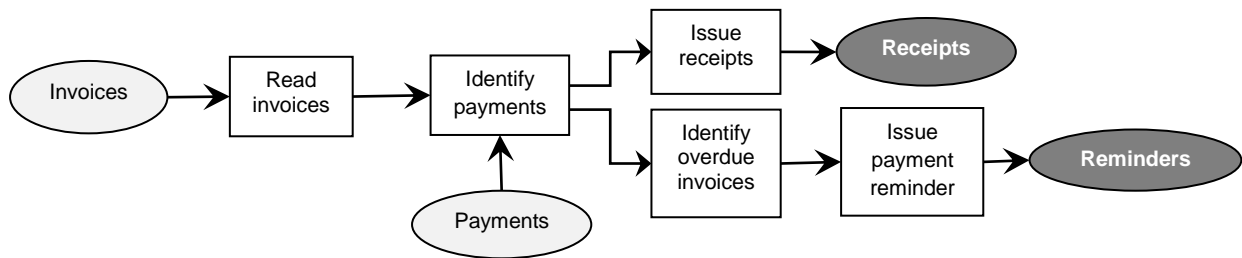 Invoices
Read
invoices
Identify
payments
Payments
Issue
receipts
Receipts
Identify
overdue
invoices
Issue
payment
reminder
Reminders